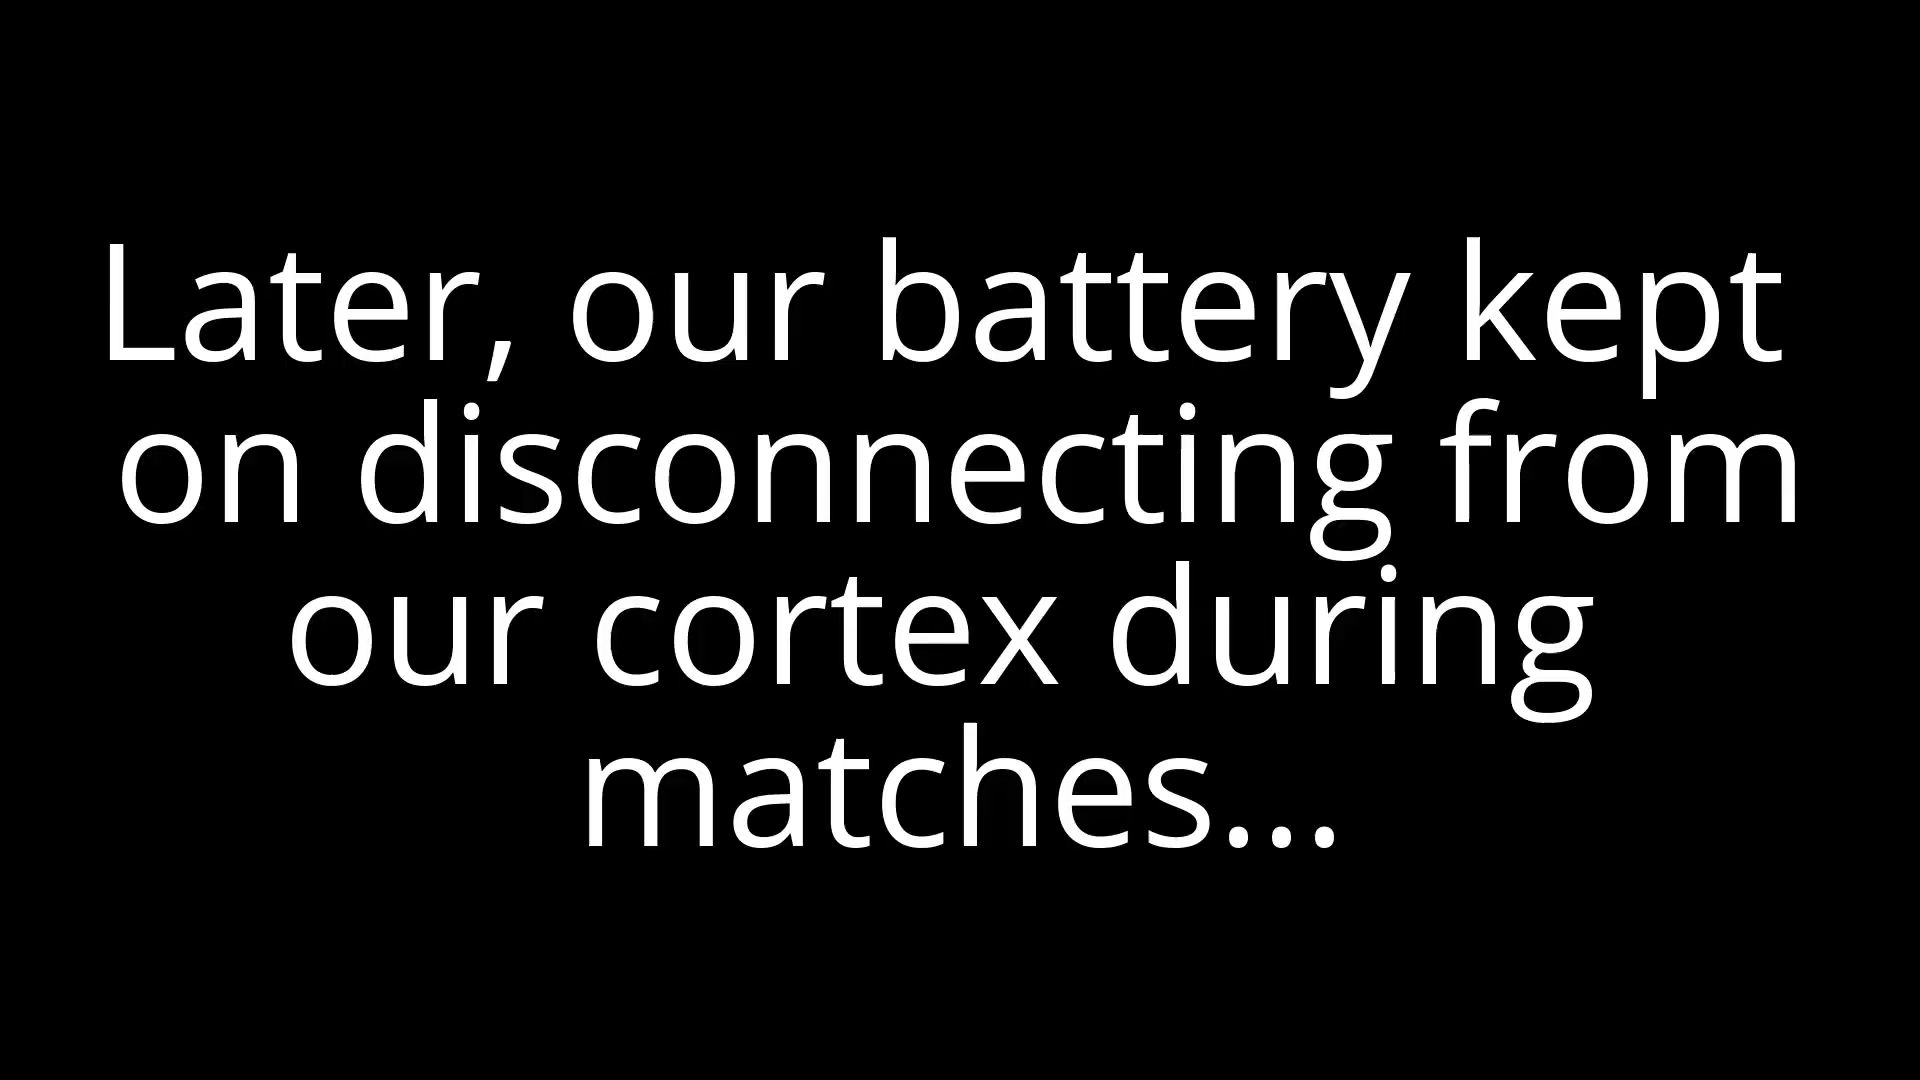 Later, our battery kept
on disconnecting from
our cortex during
matches...